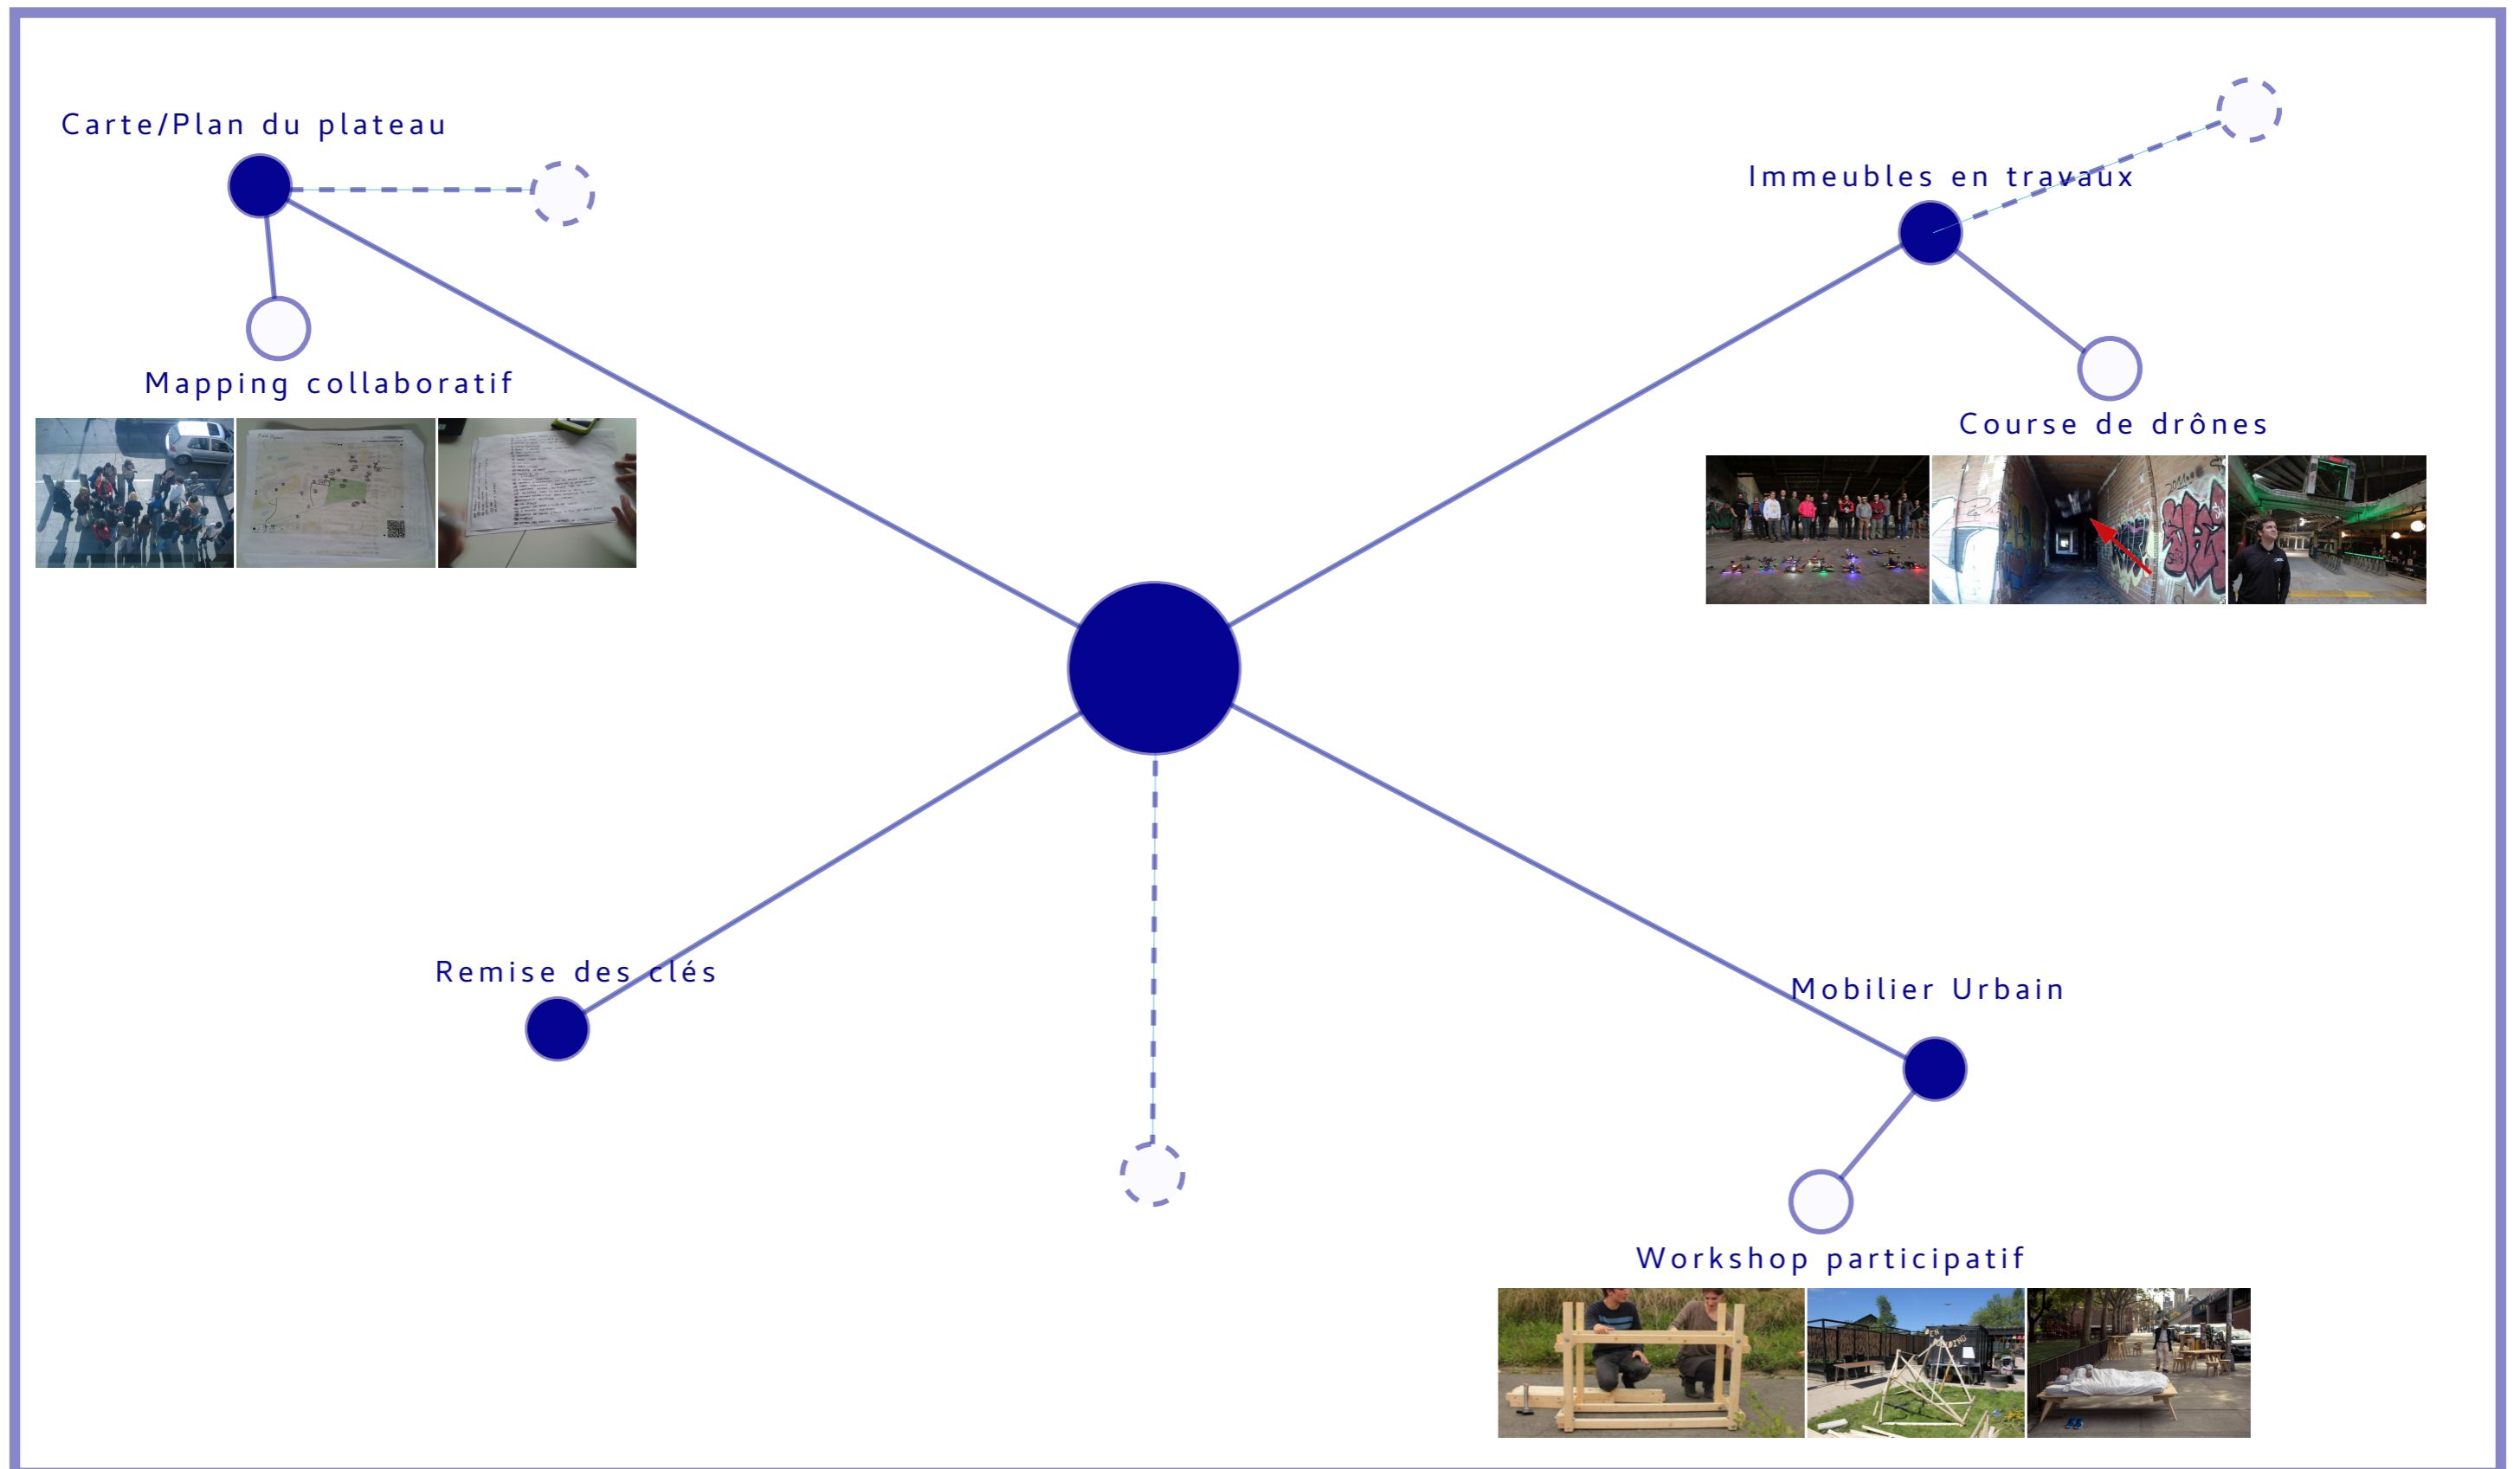 Carte/Plan du plateau
Immeubles en travaux
Mapping collaboratif
Course de drônes
Remise des clés
Mobilier Urbain
Workshop participatif